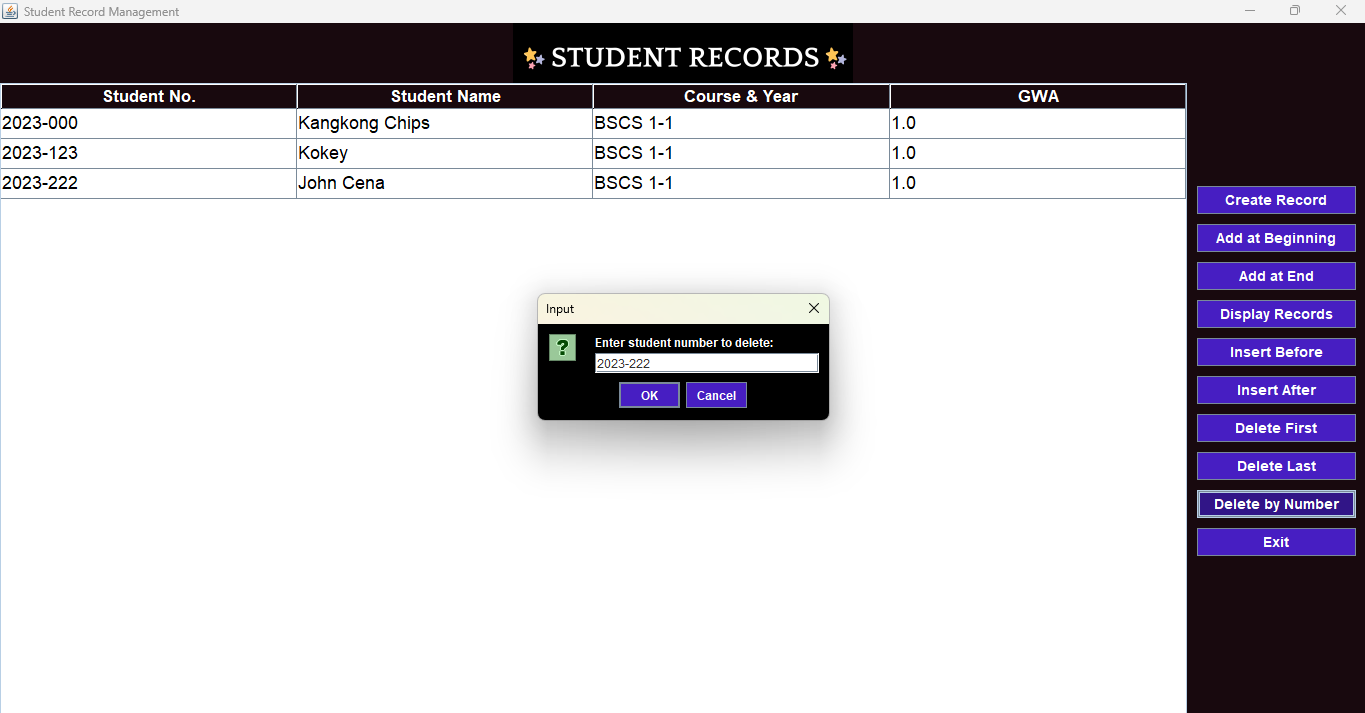 Student Record Management
STUDENT RECORDS
Student No. Student Name Course & Year GWA
2023-000 Kangkong Chips BSCS 1-1 1.0
2023-123 Kokey BSCS 1-1 1.0
2023-222 John Cena BSCS 1-1 1.0
Input
?
Enter student number to delete:
2023-222
OK Cancel
Create Record
Add at Beginning
Add at End
Display Records
Insert Before
Insert After
Delete First
Delete Last
Delete by Number
Exit